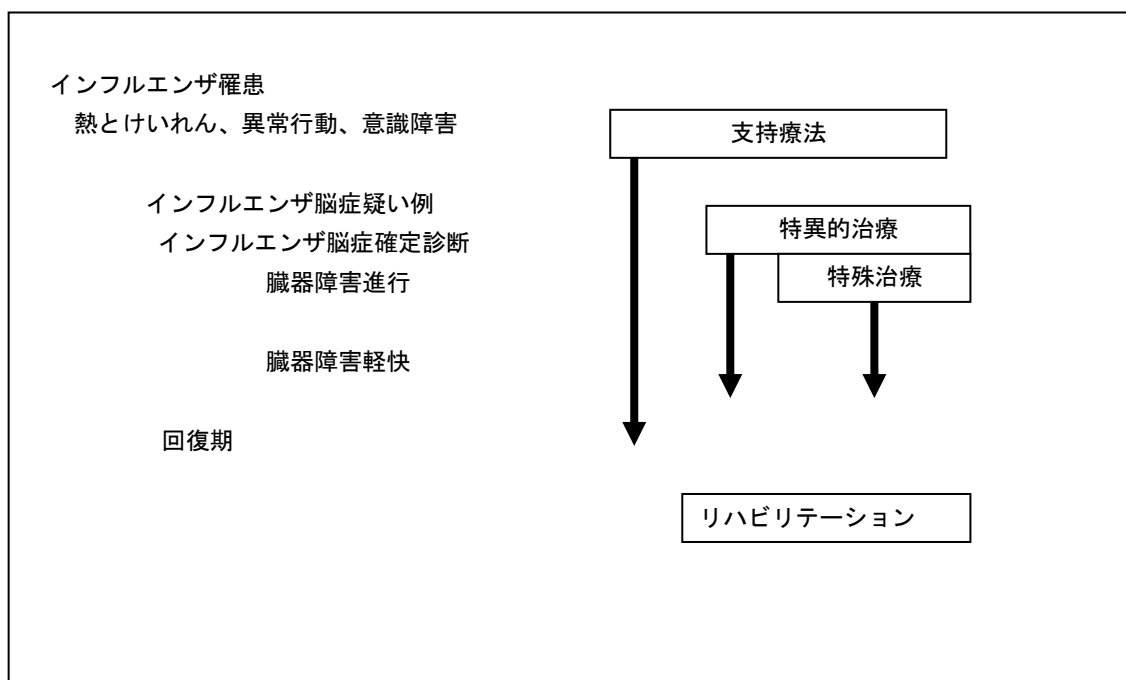 インフルエンザ罹患
熱とけいれん、異常行動、意識障害
支持療法
インフルエンザ脳症疑い例
特異的治療
インフルエンザ脳症確定診断
臓器障害進行
特殊治療
臓器障害軽快
回復期
リハビリテーション